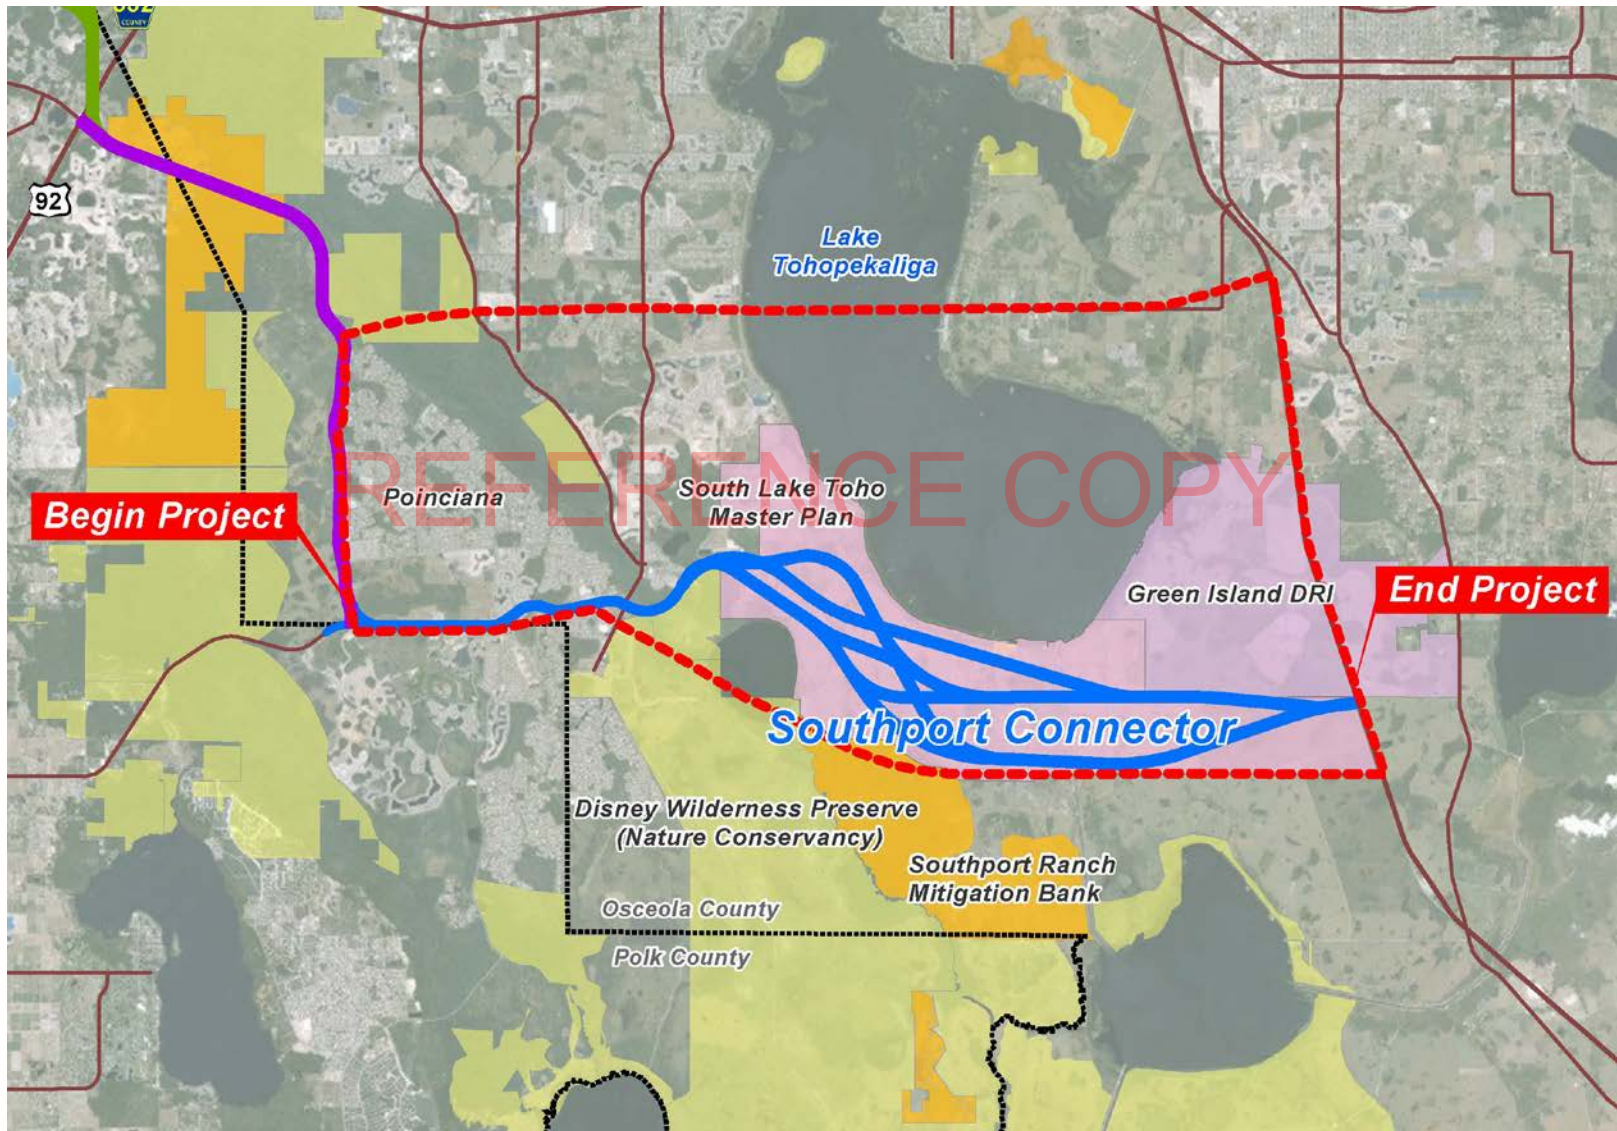 COUNTY
92
Lake
Tohopekaliga
REFERENCE COPY
Poinciana
South Lake Toho
Master Plan
Begin Project
Green Island DRI
End Project
Southport Connector
Disney Wilderness Preserve
(Nature Conservancy)
Southport Ranch
Mitigation Bank
Osceola County
Polk County